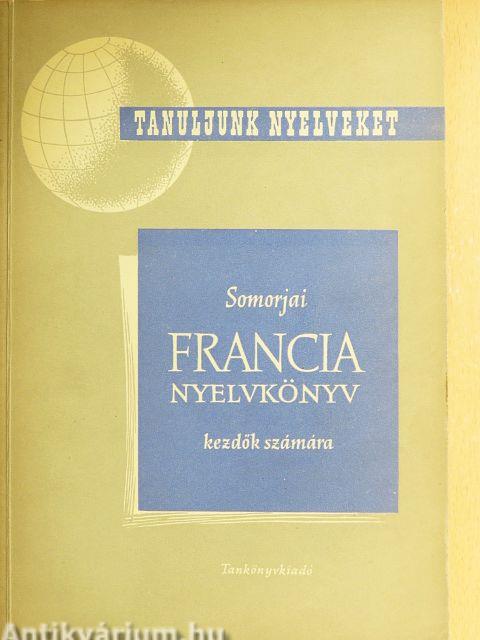 TANULJUNK NYELVEKET
Somorjai
FRANCIA
NYELVKÖNYV
kezdők számára
Tankönyvkiadó
Antikvárium.hu